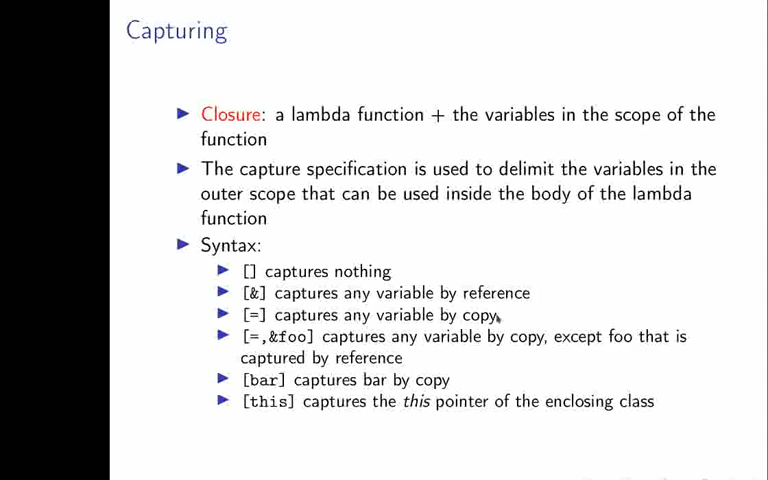 Capturing
Closure: a lambda function + the variables in the scope of the
function
The capture specification is used to delimit the variables in the
outer scope that can be used inside the body of the lambda
function
Syntax:
[] captures nothing
[&] captures any variable by reference
[=] captures any variable by copy
[=,&foo] captures any variable by copy, except foo that is
captured by reference
[bar] captures bar by copy
[this] captures the this pointer of the enclosing class